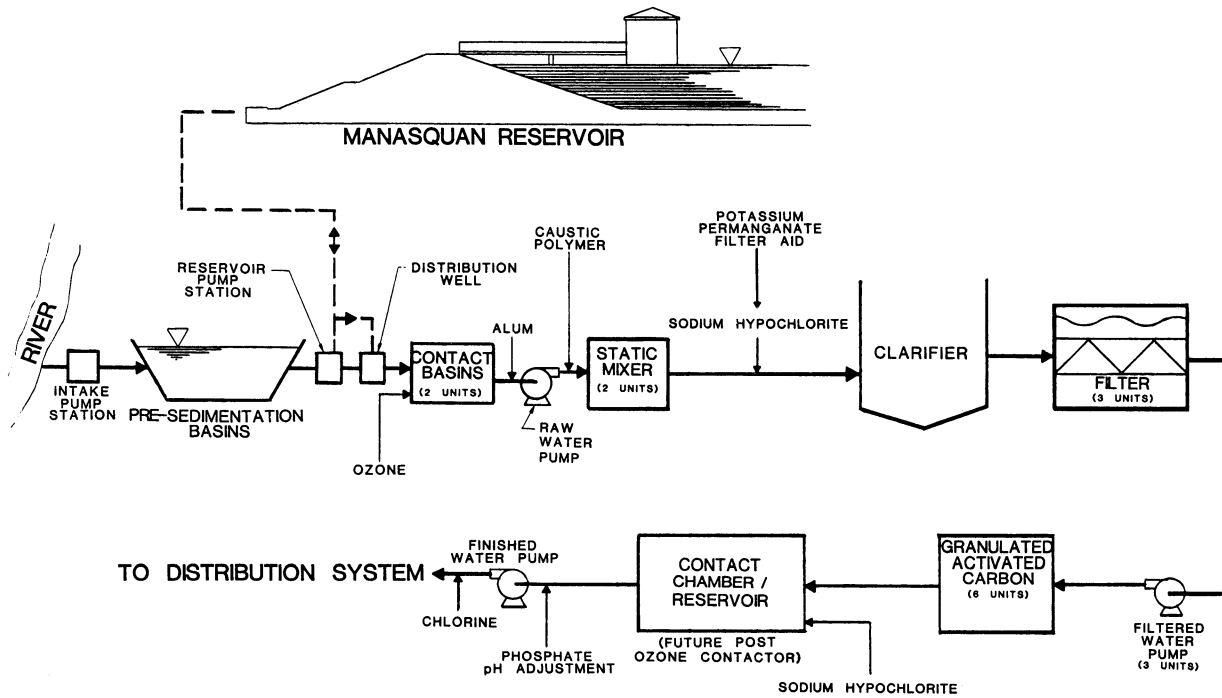 MANASQUAN RESERVOIR
RIVER
INTAKE
PUMP
STATION
PRE-SEDIMENTATION
BASINS
RESERVOIR
PUMP
STATION
DISTRIBUTION
WELL
CONTACT
BASINS
(2 UNITS)
OZONE
ALUM
RAW
WATER
PUMP
CAUSTIC
POLYMER
STATIC
MIXER
(2 UNITS)
POTASSIUM
PERMANGANATE
FILTER AID
SODIUM HYPOCHLORITE
CLARIFIER
FILTER
(3 UNITS)
TO DISTRIBUTION SYSTEM
CHLORINE
FINISHED
WATER PUMP
PHOSPHATE
pH ADJUSTMENT
CONTACT
CHAMBER /
RESERVOIR
(FUTURE POST
OZONE CONTACTOR)
SODIUM HYPOCHLORITE
GRANULATED
ACTIVATED
CARBON
(6 UNITS)
FILTERED
WATER
PUMP
(3 UNITS)